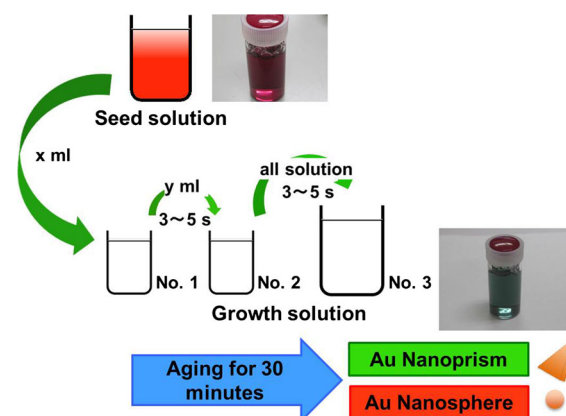 Seed solution
x ml
all solution
3～5 s
y ml
3～5 s
No. 1
No. 2
No. 3
Growth solution
Aging for 30
minutes
Au Nanoprism
Au Nanosphere